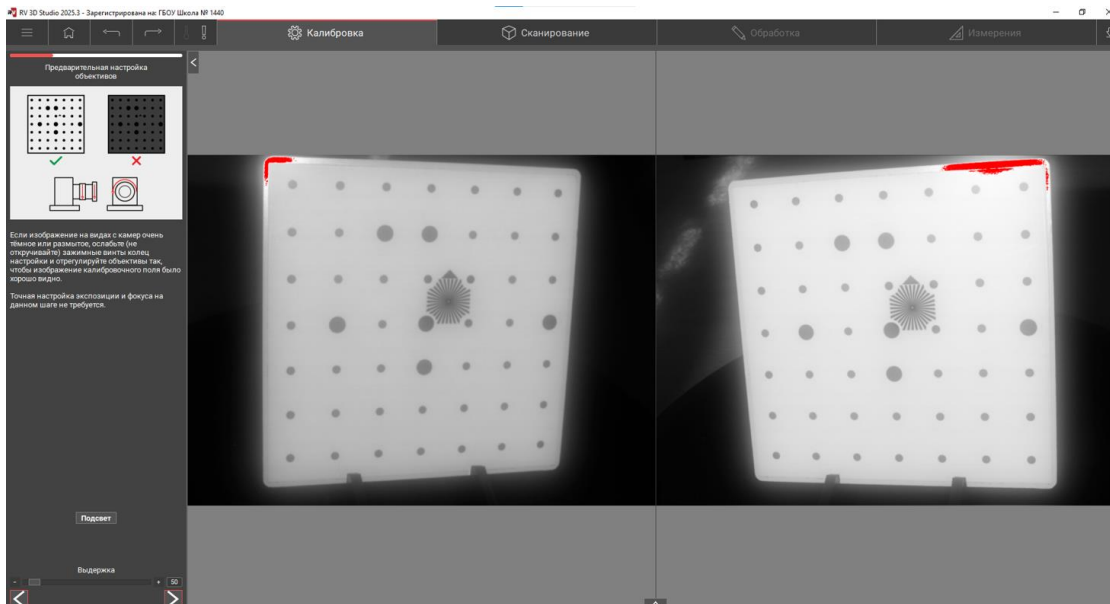 RV 3D Studio 2025.3 - Зарегистрирована на: ГБОУ Школа № 1440
Калибровка
Сканирование
Обработка
Измерения
Предварительная настройка
объективов
Если изображение на видах с камер очень
тёмное или размытое, ослабьте (не
откручивайте) зажимные винты колец
настройки и отрегулируйте объективы так,
чтобы изображение калибровочного поля было
хорошо видно.
Точная настройка экспозиции и фокуса на
данном шаге не требуется.
Подсвет
Выдержка
- + 50